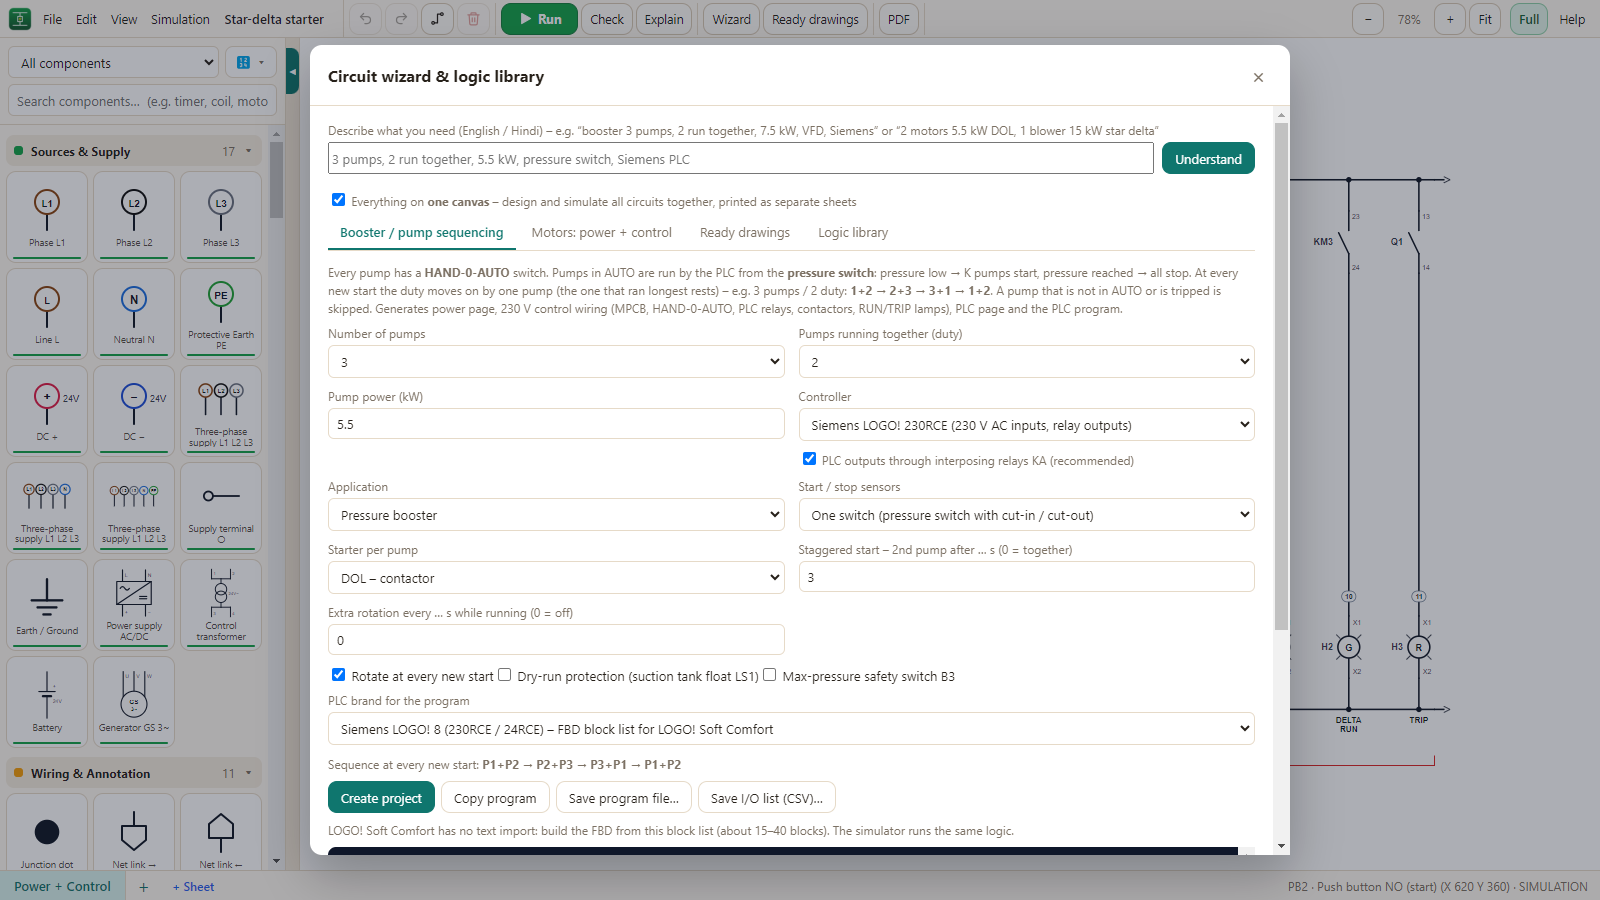 File Edit View Simulation Star-delta starter Run Check Explain Wizard Ready drawings PDF − 78% + Fit Full Help
All components
Search components... (e.g. timer, coil, moto
Sources & Supply 17
L1 L2 L3
Phase L1 Phase L2 Phase L3
L N PE
Line L Neutral N Protective Earth PE
+ 24V − 24V L1 L2 L3
DC + DC − Three-phase supply L1 L2 L3
Three-phase supply L1 L2 L3 Three-phase supply L1 L2 L3 Supply terminal O
Earth / Ground Power supply AC/DC Control transformer
24V U V W GS 3~
Battery Generator GS 3~
Wiring & Annotation 11
Junction dot Net link → Net link ←
Circuit wizard & logic library ×
Describe what you need (English / Hindi) – e.g. “booster 3 pumps, 2 run together, 7.5 kW, VFD, Siemens” or “2 motors 5.5 kW DOL, 1 blower 15 kW star delta”
3 pumps, 2 run together, 5.5 kW, pressure switch, Siemens PLC Understand
Everything on one canvas – design and simulate all circuits together, printed as separate sheets
Booster / pump sequencing Motors: power + control Ready drawings Logic library
Every pump has a HAND-0-AUTO switch. Pumps in AUTO are run by the PLC from the pressure switch: pressure low → K pumps start, pressure reached → all stop. At every
new start the duty moves on by one pump (the one that ran longest rests) – e.g. 3 pumps / 2 duty: 1+2 → 2+3 → 3+1 → 1+2. A pump that is not in AUTO or is tripped is
skipped. Generates power page, 230 V control wiring (MPCB, HAND-0-AUTO, PLC relays, contactors, RUN/TRIP lamps), PLC page and the PLC program.
Number of pumps Pumps running together (duty)
3 2
Pump power (kW) Controller
5.5 Siemens LOGO! 230RCE (230 V AC inputs, relay outputs)
PLC outputs through interposing relays KA (recommended)
Application Start / stop sensors
Pressure booster One switch (pressure switch with cut-in / cut-out)
Starter per pump Staggered start – 2nd pump after ... s (0 = together)
DOL – contactor 3
Extra rotation every ... s while running (0 = off)
0
Rotate at every new start Dry-run protection (suction tank float LS1) Max-pressure safety switch B3
PLC brand for the program
Siemens LOGO! 8 (230RCE / 24RCE) – FBD block list for LOGO! Soft Comfort
Sequence at every new start: P1+P2 → P2+P3 → P3+P1 → P1+P2
Create project Copy program Save program file... Save I/O list (CSV)...
LOGO! Soft Comfort has no text import: build the FBD from this block list (about 15–40 blocks). The simulator runs the same logic.
23 13
KM3 Q1
24 14
10 11
X1 X1
H2 G H3 R
X2 X2
DELTA RUN TRIP
Power + Control + + Sheet PB2 · Push button NO (start) (X 620 Y 360) · SIMULATION